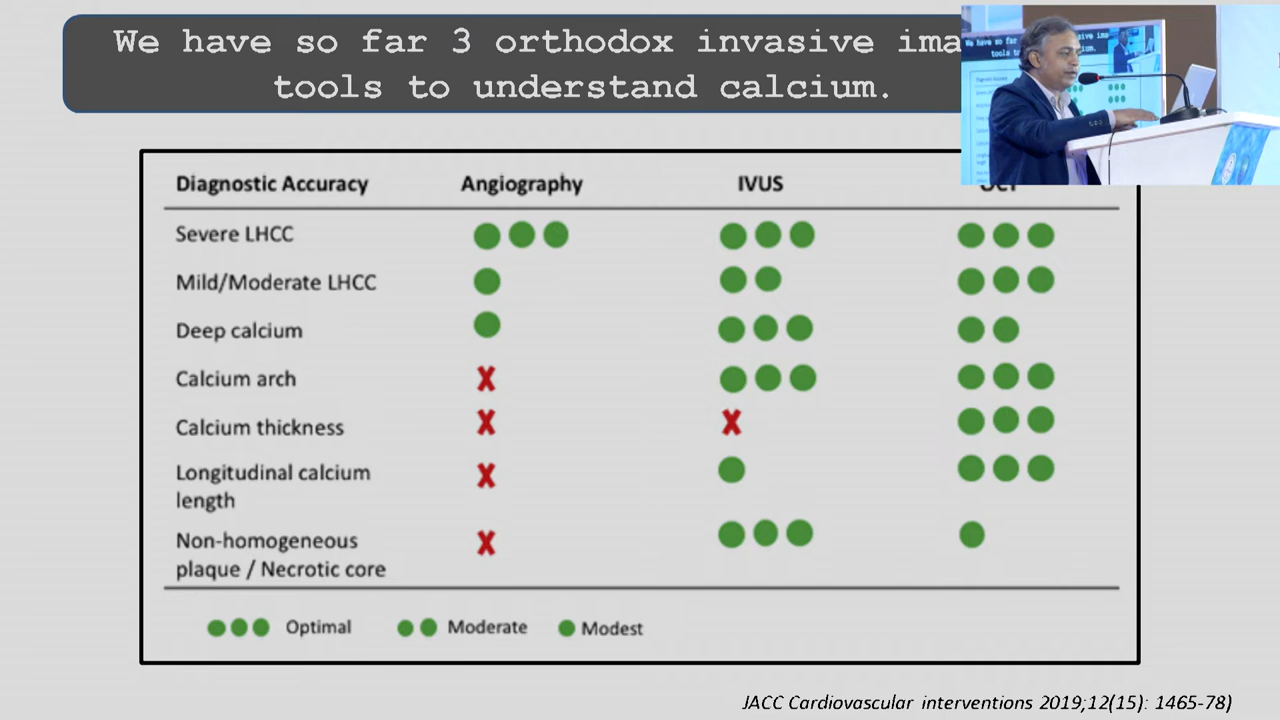 We have so far 3 orthodox invasive ima
tools to understand calcium.
Diagnostic Accuracy Angiography IVUS OCT
Severe LHCC
Mild/Moderate LHCC
Deep calcium
Calcium arch X
Calcium thickness X X
Longitudinal calcium X
length
Non-homogeneous X
plaque / Necrotic core
Optimal Moderate Modest
JACC Cardiovascular interventions 2019;12(15): 1465-78)